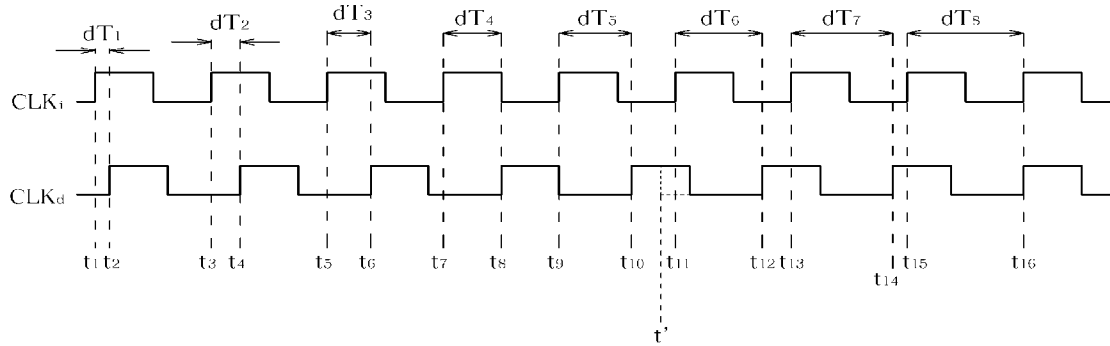 dT₁ dT₂ dT₃ dT₄ dT₅ dT₆ dT₇ dT₈
CLKᵢ
CLKd
t₁ t₂ t₃ t₄ t₅ t₆ t₇ t₈ t₉ t₁₀ t₁₁ t₁₂ t₁₃ t₁₄ t₁₅ t₁₆
t'